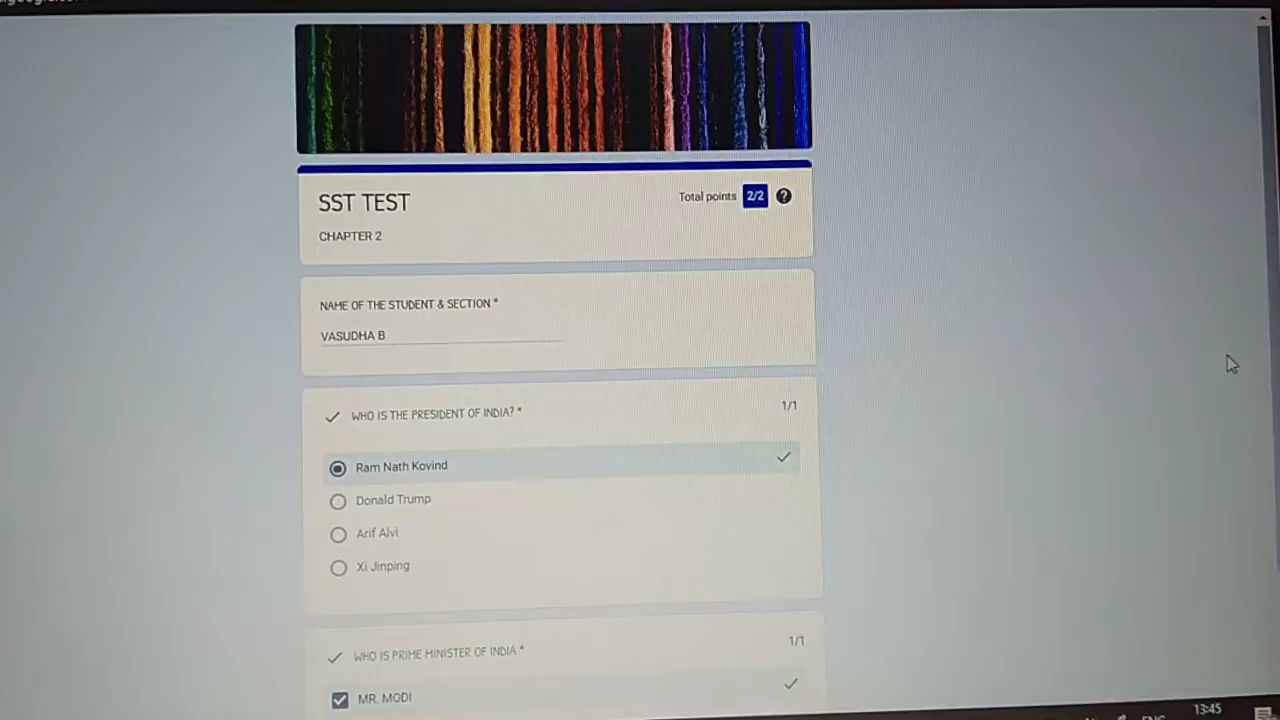 SST TEST
Total points 2/2
CHAPTER 2
NAME OF THE STUDENT & SECTION *
VASUDHA B
WHO IS THE PRESIDENT OF INDIA? * 1/1
Ram Nath Kovind
Donald Trump
Arif Alvi
Xi Jinping
WHO IS PRIME MINISTER OF INDIA * 1/1
MR. MODI
13:45